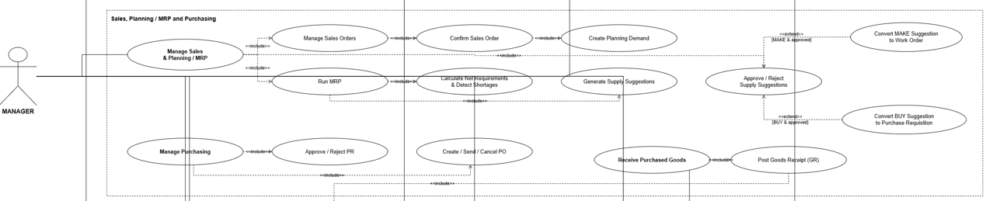 Sales, Planning / MRP and Purchasing
Manage Sales Orders
<<include>>
Confirm Sales Order
<<include>>
Create Planning Demand
<<extend>>
[MAKE & approved]
Convert MAKE Suggestion
to Work Order
<<include>>
Manage Sales
& Planning / MRP
<<include>>
<<include>>
Run MRP
<<include>>
Calculate Net Requirements
& Detect Shortages
Generate Supply Suggestions
Approve / Reject
Supply Suggestions
<<include>>
MANAGER
<<extend>>
[BUY & approved]
Convert BUY Suggestion
to Purchase Requisition
Manage Purchasing
<<include>>
Approve / Reject PR
Create / Send / Cancel PO
Receive Purchased Goods
<<include>>
Post Goods Receipt (GR)
<<include>>
<<include>>